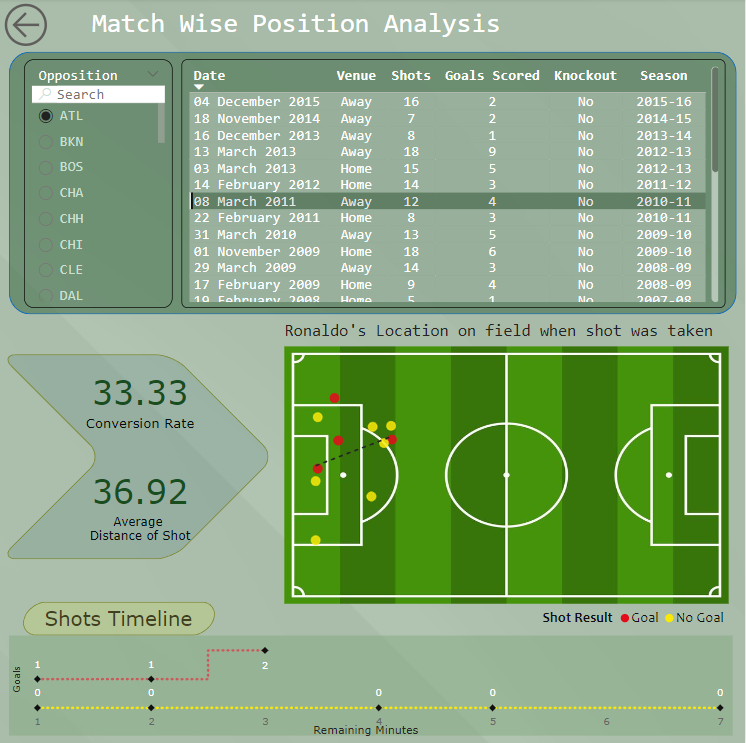 Match Wise Position Analysis
Opposition
Search
ATL
BKN
BOS
CHA
CHH
CHI
CLE
DAL
Date Venue Shots Goals Scored Knockout Season
04 December 2015 Away 16 2 No 2015-16
18 November 2014 Away 7 2 No 2014-15
16 December 2013 Away 8 1 No 2013-14
13 March 2013 Away 18 9 No 2012-13
03 March 2013 Home 15 5 No 2012-13
14 February 2012 Home 14 3 No 2011-12
08 March 2011 Away 12 4 No 2010-11
22 February 2011 Home 8 3 No 2010-11
31 March 2010 Away 13 5 No 2009-10
01 November 2009 Home 18 6 No 2009-10
29 March 2009 Away 14 3 No 2008-09
17 February 2009 Home 9 4 No 2008-09
19 February 2008 Home 5 1 No 2007-08
Ronaldo's Location on field when shot was taken
33.33
Conversion Rate
36.92
Average
Distance of Shot
Shot Result Goal No Goal
Shots Timeline
Goals
1 1 2
0 0 0 0 0
1 2 3 4 5 6 7
Remaining Minutes